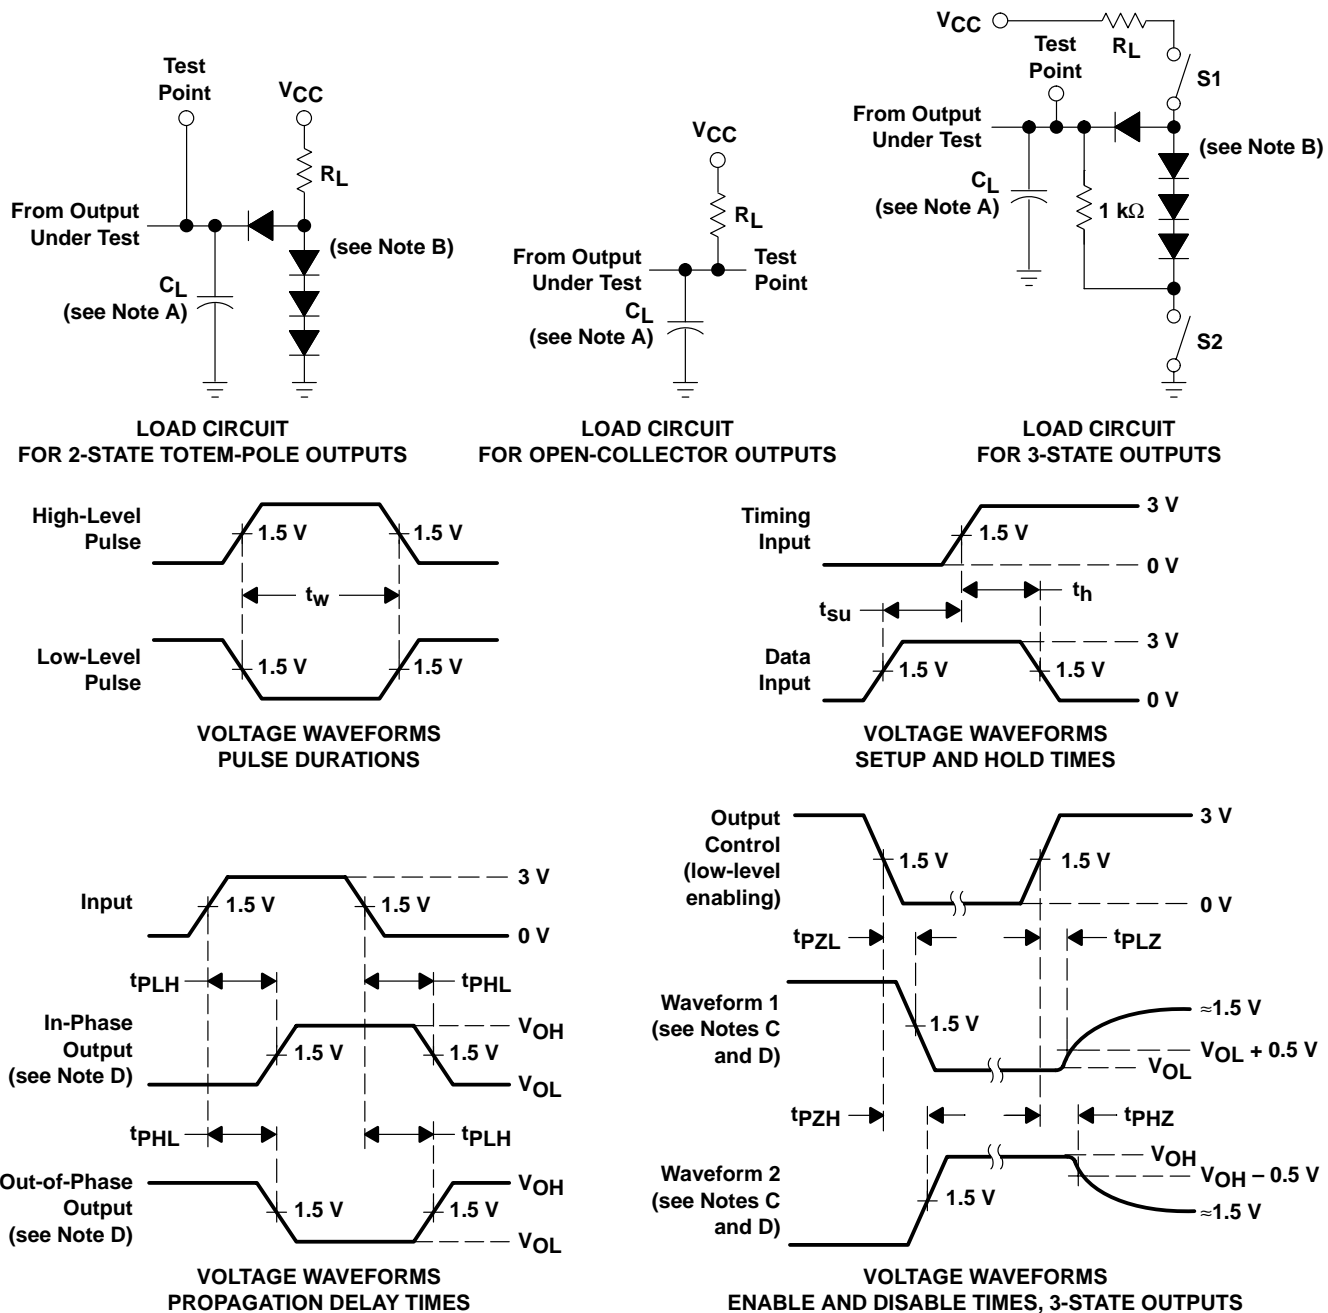 Test
Point
VCC
RL
From Output
Under Test
(see Note B)
CL
(see Note A)
LOAD CIRCUIT
FOR 2-STATE TOTEM-POLE OUTPUTS
VCC
RL
From Output
Under Test
Test
Point
CL
(see Note A)
LOAD CIRCUIT
FOR OPEN-COLLECTOR OUTPUTS
VCC
RL
Test
Point
S1
From Output
Under Test
(see Note B)
CL
(see Note A)
1 kΩ
S2
LOAD CIRCUIT
FOR 3-STATE OUTPUTS
High-Level
Pulse
1.5 V
1.5 V
tw
Low-Level
Pulse
1.5 V
1.5 V
VOLTAGE WAVEFORMS
PULSE DURATIONS
Timing
Input
1.5 V
3 V
0 V
th
tsu
Data
Input
1.5 V
1.5 V
3 V
0 V
VOLTAGE WAVEFORMS
SETUP AND HOLD TIMES
Input
1.5 V
1.5 V
3 V
0 V
tPLH
tPHL
In-Phase
Output
(see Note D)
1.5 V
1.5 V
VOH
VOL
tPHL
tPLH
Out-of-Phase
Output
(see Note D)
1.5 V
1.5 V
VOH
VOL
VOLTAGE WAVEFORMS
PROPAGATION DELAY TIMES
Output
Control
(low-level
enabling)
1.5 V
1.5 V
3 V
0 V
tPZL
tPLZ
Waveform 1
(see Notes C
and D)
1.5 V
≈1.5 V
VOL + 0.5 V
VOL
tPZH
tPHZ
Waveform 2
(see Notes C
and D)
1.5 V
VOH
VOH – 0.5 V
≈1.5 V
VOLTAGE WAVEFORMS
ENABLE AND DISABLE TIMES, 3-STATE OUTPUTS